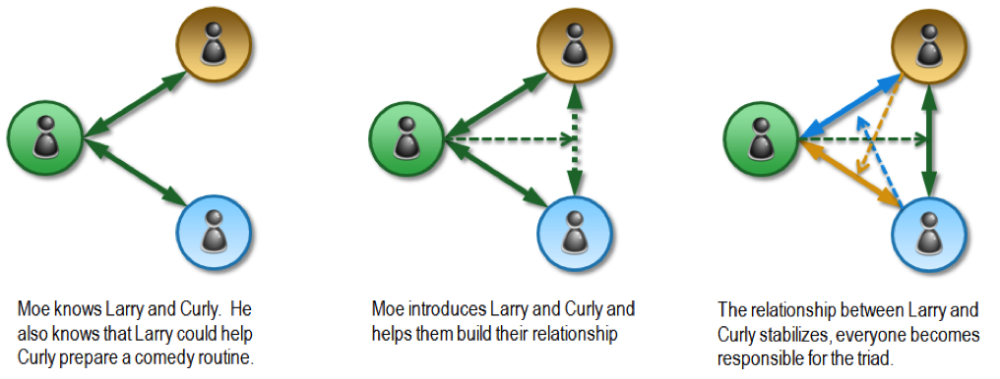 Moe knows Larry and Curly.  He
also knows that Larry could help
Curly prepare a comedy routine.
Moe introduces Larry and Curly and
helps them build their relationship
The relationship between Larry and
Curly stabilizes, everyone becomes
responsible for the triad.